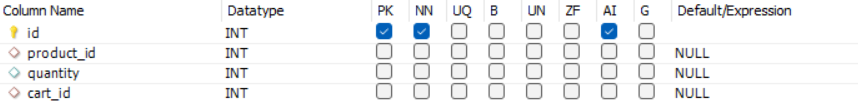 Column Name Datatype PK NN UQ B UN ZF AI G Default/Expression
id INT
product_id INT NULL
quantity INT NULL
cart_id INT NULL